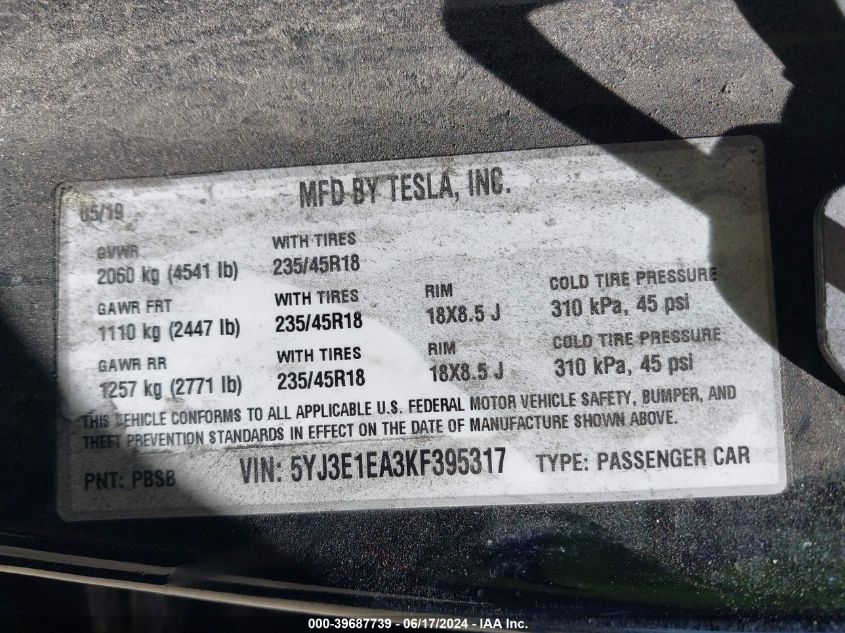 MFD BY TESLA, INC.
05/19
GVWR
2060 kg (4541 lb)
WITH TIRES
235/45R18
GAWR FRT
1110 kg (2447 lb)
WITH TIRES
235/45R18
RIM
18X8.5 J
COLD TIRE PRESSURE
310 kPa, 45 psi
GAWR RR
1257 kg (2771 lb)
WITH TIRES
235/45R18
RIM
18X8.5 J
COLD TIRE PRESSURE
310 kPa, 45 psi
THIS VEHICLE CONFORMS TO ALL APPLICABLE U.S. FEDERAL MOTOR VEHICLE SAFETY, BUMPER, AND
THEFT PREVENTION STANDARDS IN EFFECT ON THE DATE OF MANUFACTURE SHOWN ABOVE.
PNT: PBSB VIN: 5YJ3E1EA3KF395317 TYPE: PASSENGER CAR
000-39687739 - 06/17/2024 - IAA Inc.